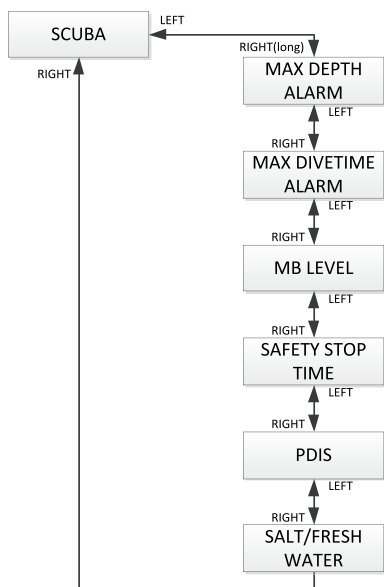 SCUBA
LEFT
RIGHT(long)
RIGHT
MAX DEPTH
ALARM
LEFT
RIGHT
MAX DIVETIME
ALARM
LEFT
RIGHT
MB LEVEL
LEFT
RIGHT
SAFETY STOP
TIME
LEFT
RIGHT
PDIS
LEFT
RIGHT
SALT/FRESH
WATER